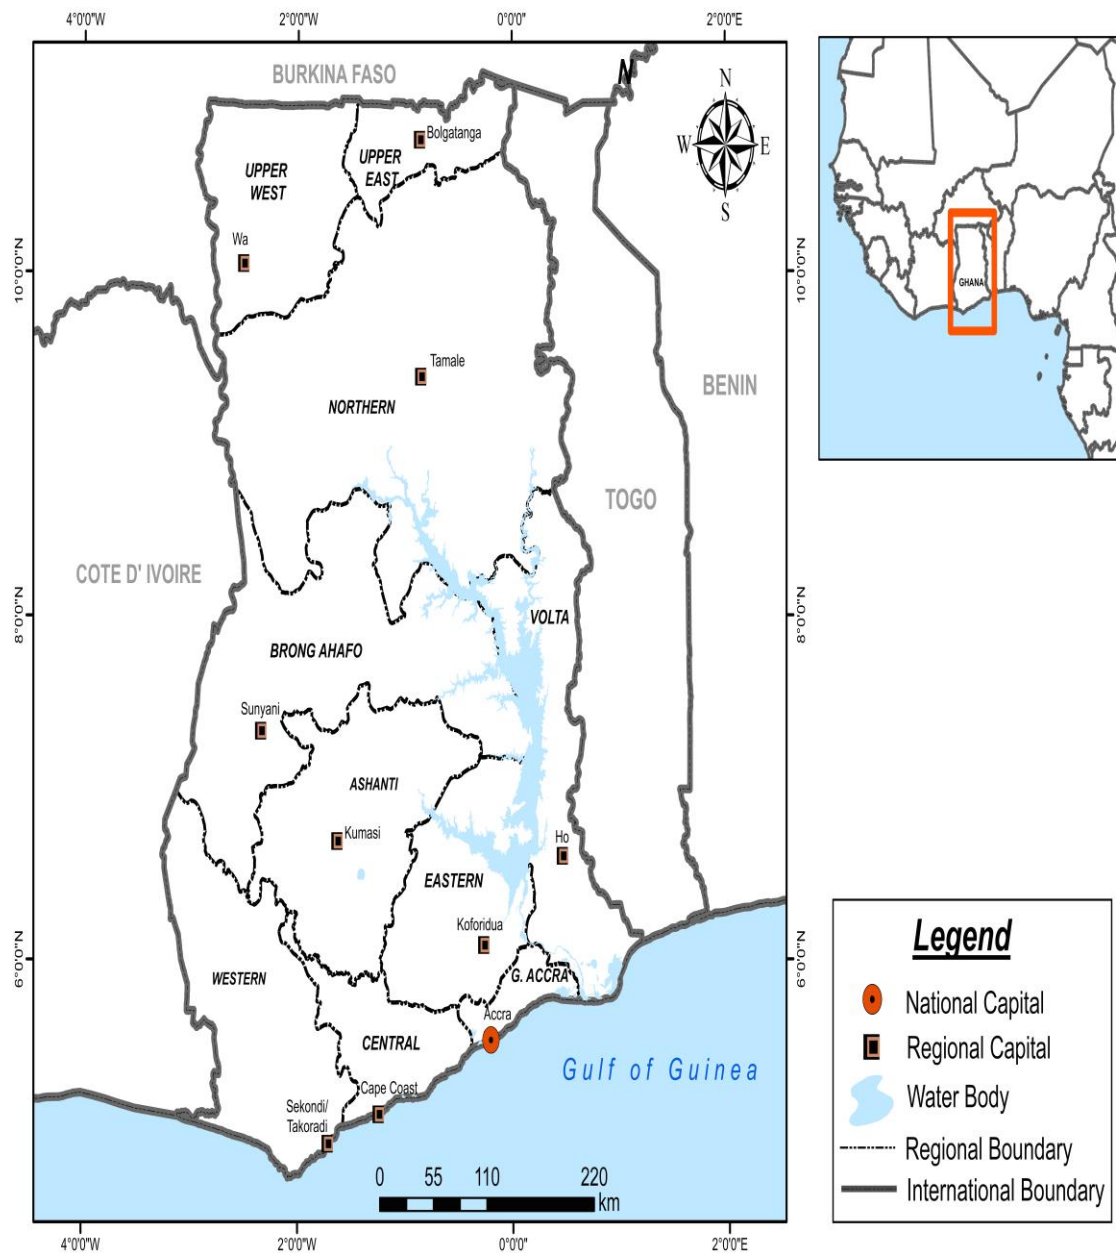 4°0'0"W 2°0'0"W 0°0'0" 2°0'0"E
BURKINA FASO
N
N
W E
S
Bolgatanga
UPPER
WEST
UPPER
EAST
Wa
10°0'0"N
10°0'0"N
GHANA
Tamale
NORTHERN
BENIN
TOGO
COTE D' IVOIRE
8°0'0"N
8°0'0"N
VOLTA
BRONG AHAFO
Sunyani
ASHANTI
Kumasi
Ho
EASTERN
Koforidua
6°0'0"N
6°0'0"N
WESTERN
G. ACCRA
Accra
CENTRAL
Gulf of Guinea
Cape Coast
Sekondi/
Takoradi
0 55 110 220
km
4°0'0"W 2°0'0"W 0°0'0" 2°0'0"E
Legend
National Capital
Regional Capital
Water Body
Regional Boundary
International Boundary